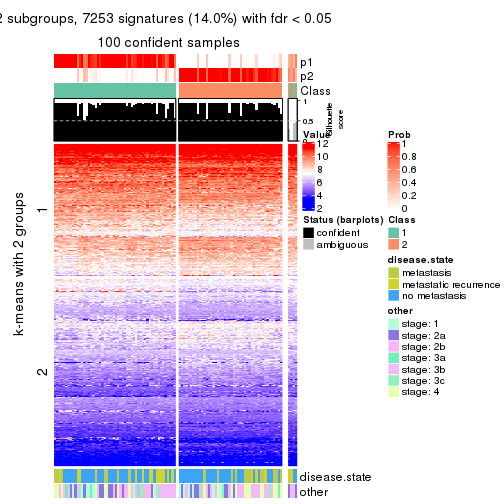 2 subgroups, 7253 signatures (14.0%) with fdr < 0.05
100 confident samples
p1
p2
Class
1
0.5
0
Silhouette
score
k-means with 2 groups
1
2
disease.state
other
Value
12
10
8
6
4
2
Status (barplots)
confident
ambiguous
Prob
1
0.8
0.6
0.4
0.2
0
Class
1
2
disease.state
metastasis
metastatic recurrence
no metastasis
other
stage: 1
stage: 2a
stage: 2b
stage: 3a
stage: 3b
stage: 3c
stage: 4